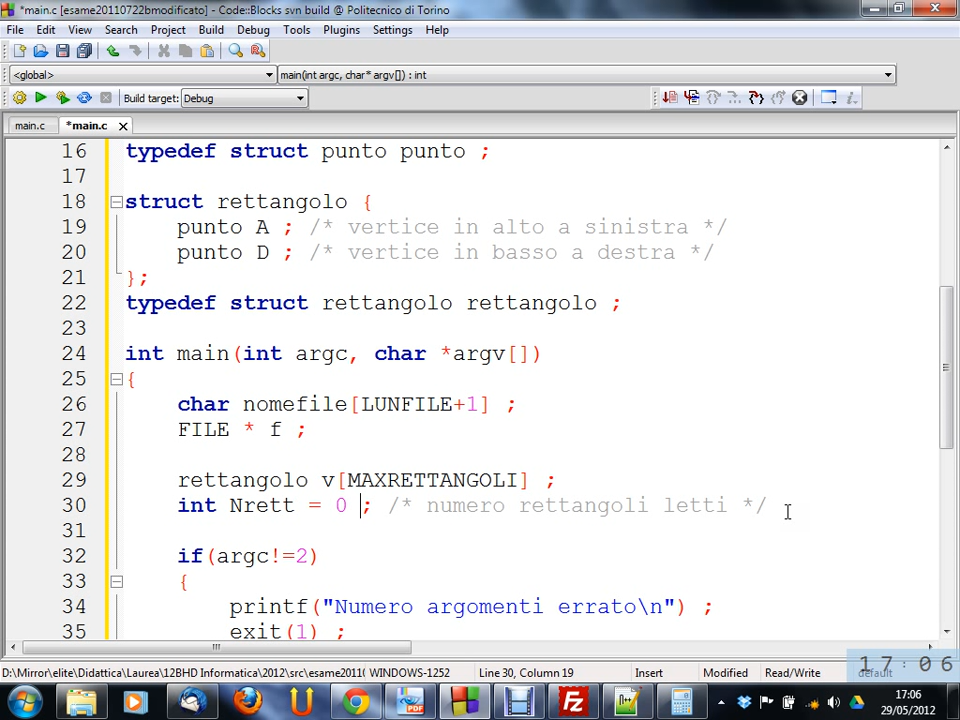 *main.c [esame20110722bmodificato] - Code::Blocks svn build @ Politecnico di Torino
File Edit View Search Project Build Debug Tools Plugins Settings Help
<global> main(int argc, char* argv[]) : int
Build target: Debug
main.c *main.c
16 typedef struct punto punto ;
17
18 struct rettangolo {
19 punto A ; /* vertice in alto a sinistra */
20 punto D ; /* vertice in basso a destra */
21 };
22 typedef struct rettangolo rettangolo ;
23
24 int main(int argc, char *argv[])
25 {
26 char nomefile[LUNFILE+1] ;
27 FILE * f ;
28
29 rettangolo v[MAXRETTANGOLI] ;
30 int Nrett = 0 ; /* numero rettangoli letti */
31
32 if(argc!=2)
33 {
34 printf("Numero argomenti errato\n") ;
35 exit(1) ;
D:\Mirror\elite\Didattica\Laurea\12BHD Informatica\2012\src\esame2011( WINDOWS-1252 Line 30, Column 19 Insert Modified Read/Write default
17:06
17:06
29/05/2012